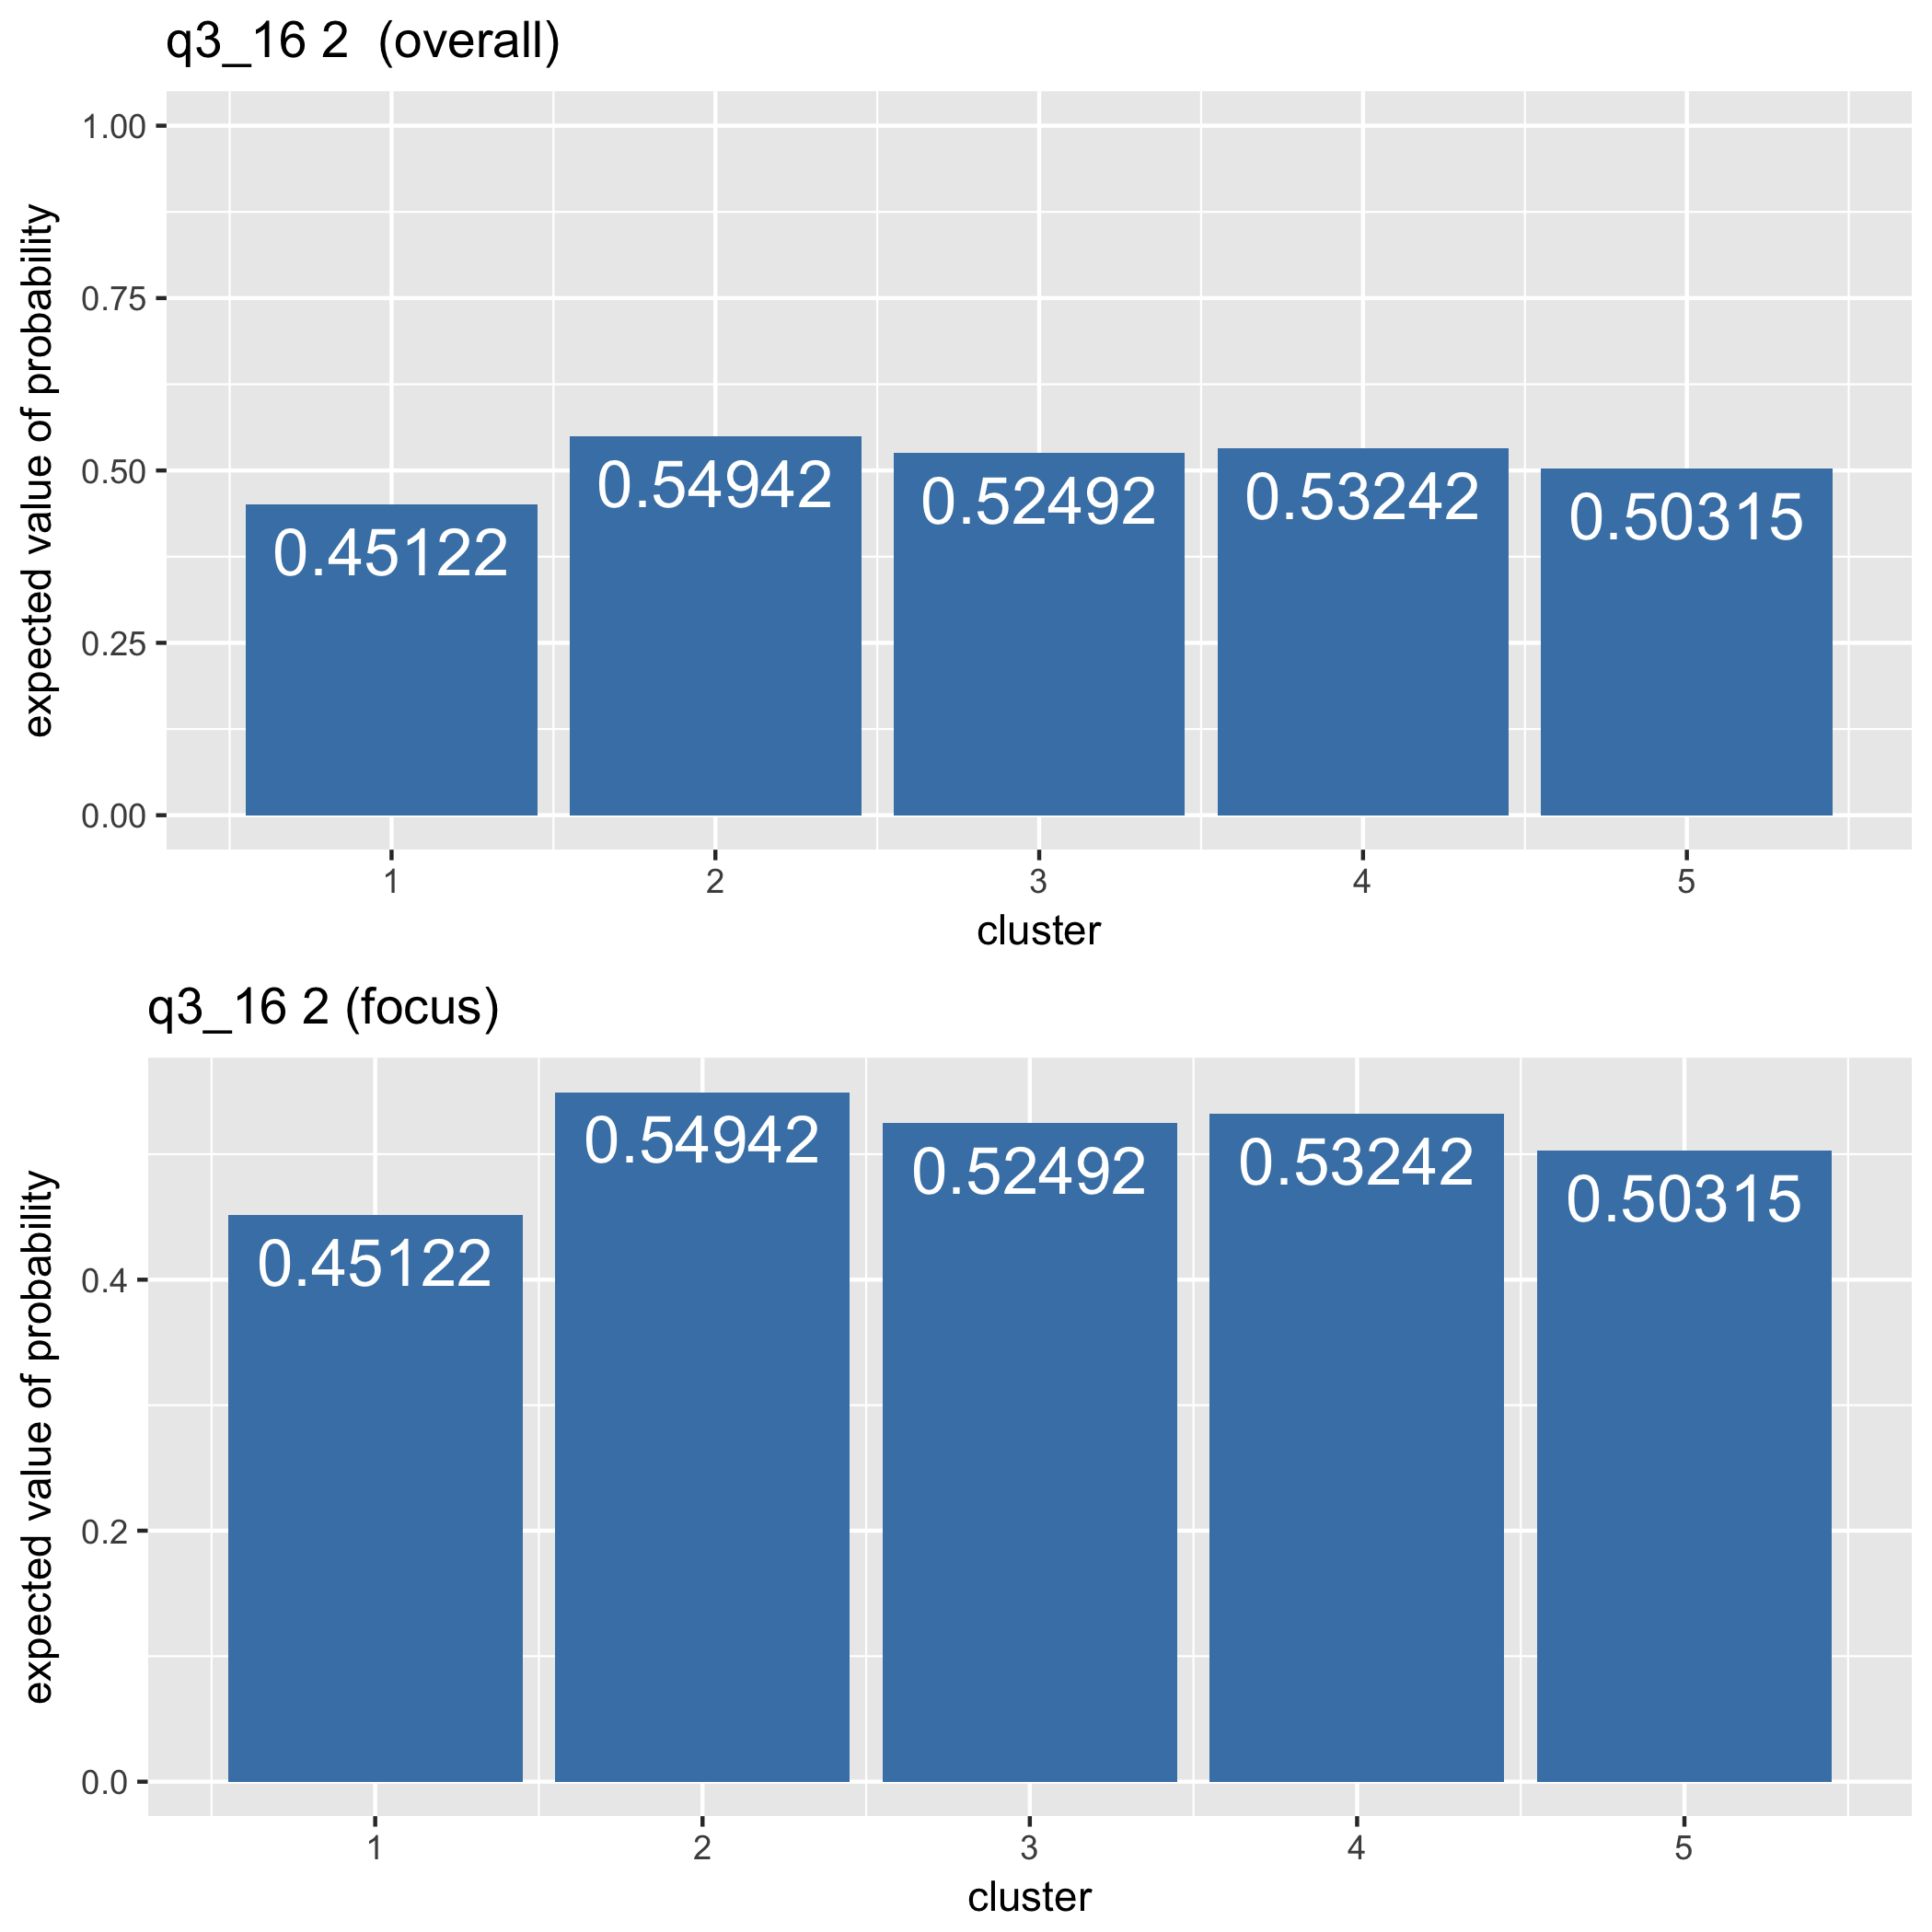 q3_16 2  (overall)
expected value of probability
1.00
0.75
0.50
0.25
0.00
0.45122
0.54942
0.52492
0.53242
0.50315
1 2 3 4 5
cluster
q3_16 2 (focus)
expected value of probability
0.4
0.2
0.0
0.45122
0.54942
0.52492
0.53242
0.50315
1 2 3 4 5
cluster